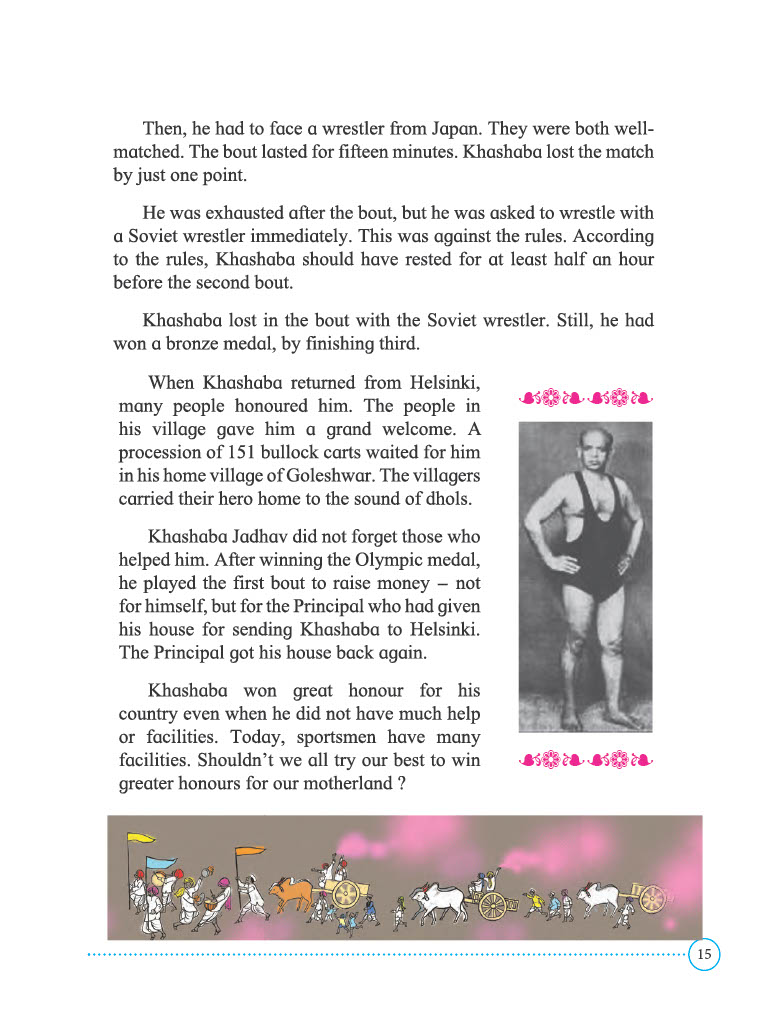 Then, he had to face a wrestler from Japan. They were both well-
matched. The bout lasted for fifteen minutes. Khashaba lost the match
by just one point.
He was exhausted after the bout, but he was asked to wrestle with
a Soviet wrestler immediately. This was against the rules. According
to the rules, Khashaba should have rested for at least half an hour
before the second bout.
Khashaba lost in the bout with the Soviet wrestler. Still, he had
won a bronze medal, by finishing third.
When Khashaba returned from Helsinki,
many people honoured him. The people in
his village gave him a grand welcome. A
procession of 151 bullock carts waited for him
in his home village of Goleshwar. The villagers
carried their hero home to the sound of dhols.
Khashaba Jadhav did not forget those who
helped him. After winning the Olympic medal,
he played the first bout to raise money – not
for himself, but for the Principal who had given
his house for sending Khashaba to Helsinki.
The Principal got his house back again.
Khashaba won great honour for his
country even when he did not have much help
or facilities. Today, sportsmen have many
facilities. Shouldn’t we all try our best to win
greater honours for our motherland ?
15